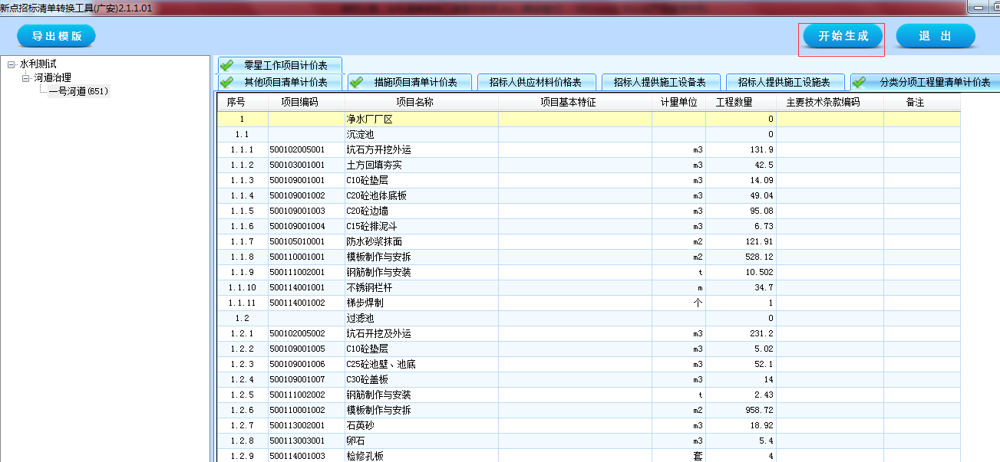 新点招标清单转换工具(广安)2.1.1.01
导出模版 开始生成 退 出
水利测试
河道治理
一号河道(651)
零星工作项目计价表
其他项目清单计价表 措施项目清单计价表 招标人供应材料价格表 招标人提供施工设备表 招标人提供施工设施表 分类分项工程量清单计价表
序号 项目编码 项目名称 项目基本特征 计量单位 工程数量 主要技术条款编码 备注
1 净水厂厂区 0
1.1 沉淀池 0
1.1.1 500102005001 坑石方开挖外运 m3 131.9
1.1.2 500103001001 土方回填夯实 m3 42.5
1.1.3 500109001001 C10砼垫层 m3 14.09
1.1.4 500109001002 C20砼池体底板 m3 49.04
1.1.5 500109001003 C20砼边墙 m3 95.08
1.1.6 500109001004 C15砼排泥斗 m3 6.73
1.1.7 500105010001 防水砂浆抹面 m2 121.91
1.1.8 500110001001 模板制作与安拆 m2 528.12
1.1.9 500111002001 钢筋制作与安装 t 10.502
1.1.10 500114001001 不锈钢栏杆 m 34.7
1.1.11 500114001002 梯步焊制 个 1
1.2 过滤池 0
1.2.1 500102005002 坑石开挖及外运 m3 231.2
1.2.2 500109001005 C10砼垫层 m3 5.02
1.2.3 500109001006 C25砼池壁、池底 m3 52.1
1.2.4 500109001007 C30砼盖板 m3 14
1.2.5 500111002002 钢筋制作与安装 t 2.43
1.2.6 500110001002 模板制作与安拆 m2 958.72
1.2.7 500113002001 石英砂 m3 18.92
1.2.8 500113003001 卵石 m3 5.4
1.2.9 500114001003 检修孔板 套 4